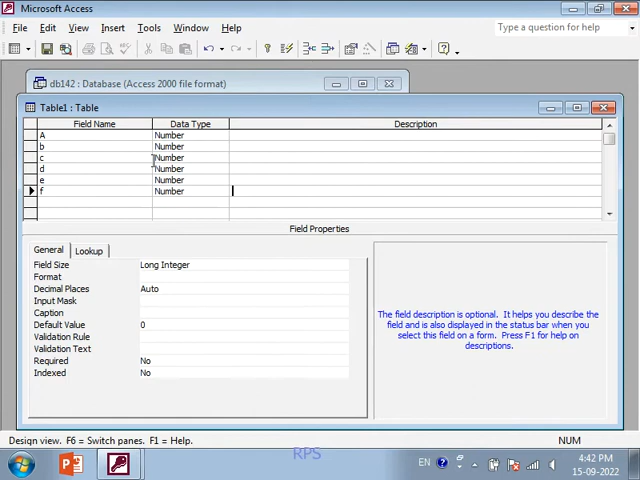 Microsoft Access
File Edit View Insert Tools Window Help
Type a question for help
db142 : Database (Access 2000 file format)
Table1 : Table
Field Name Data Type Description
A Number
b Number
c Number
d Number
e Number
f Number
Field Properties
General Lookup
Field Size Long Integer
Format
Decimal Places Auto
Input Mask
Caption
Default Value 0
Validation Rule
Validation Text
Required No
Indexed No
The field description is optional. It helps you describe the
field and is also displayed in the status bar when you
select this field on a form. Press F1 for help on
descriptions.
Design view. F6 = Switch panes. F1 = Help. NUM
RPS
EN 4:42 PM
15-09-2022